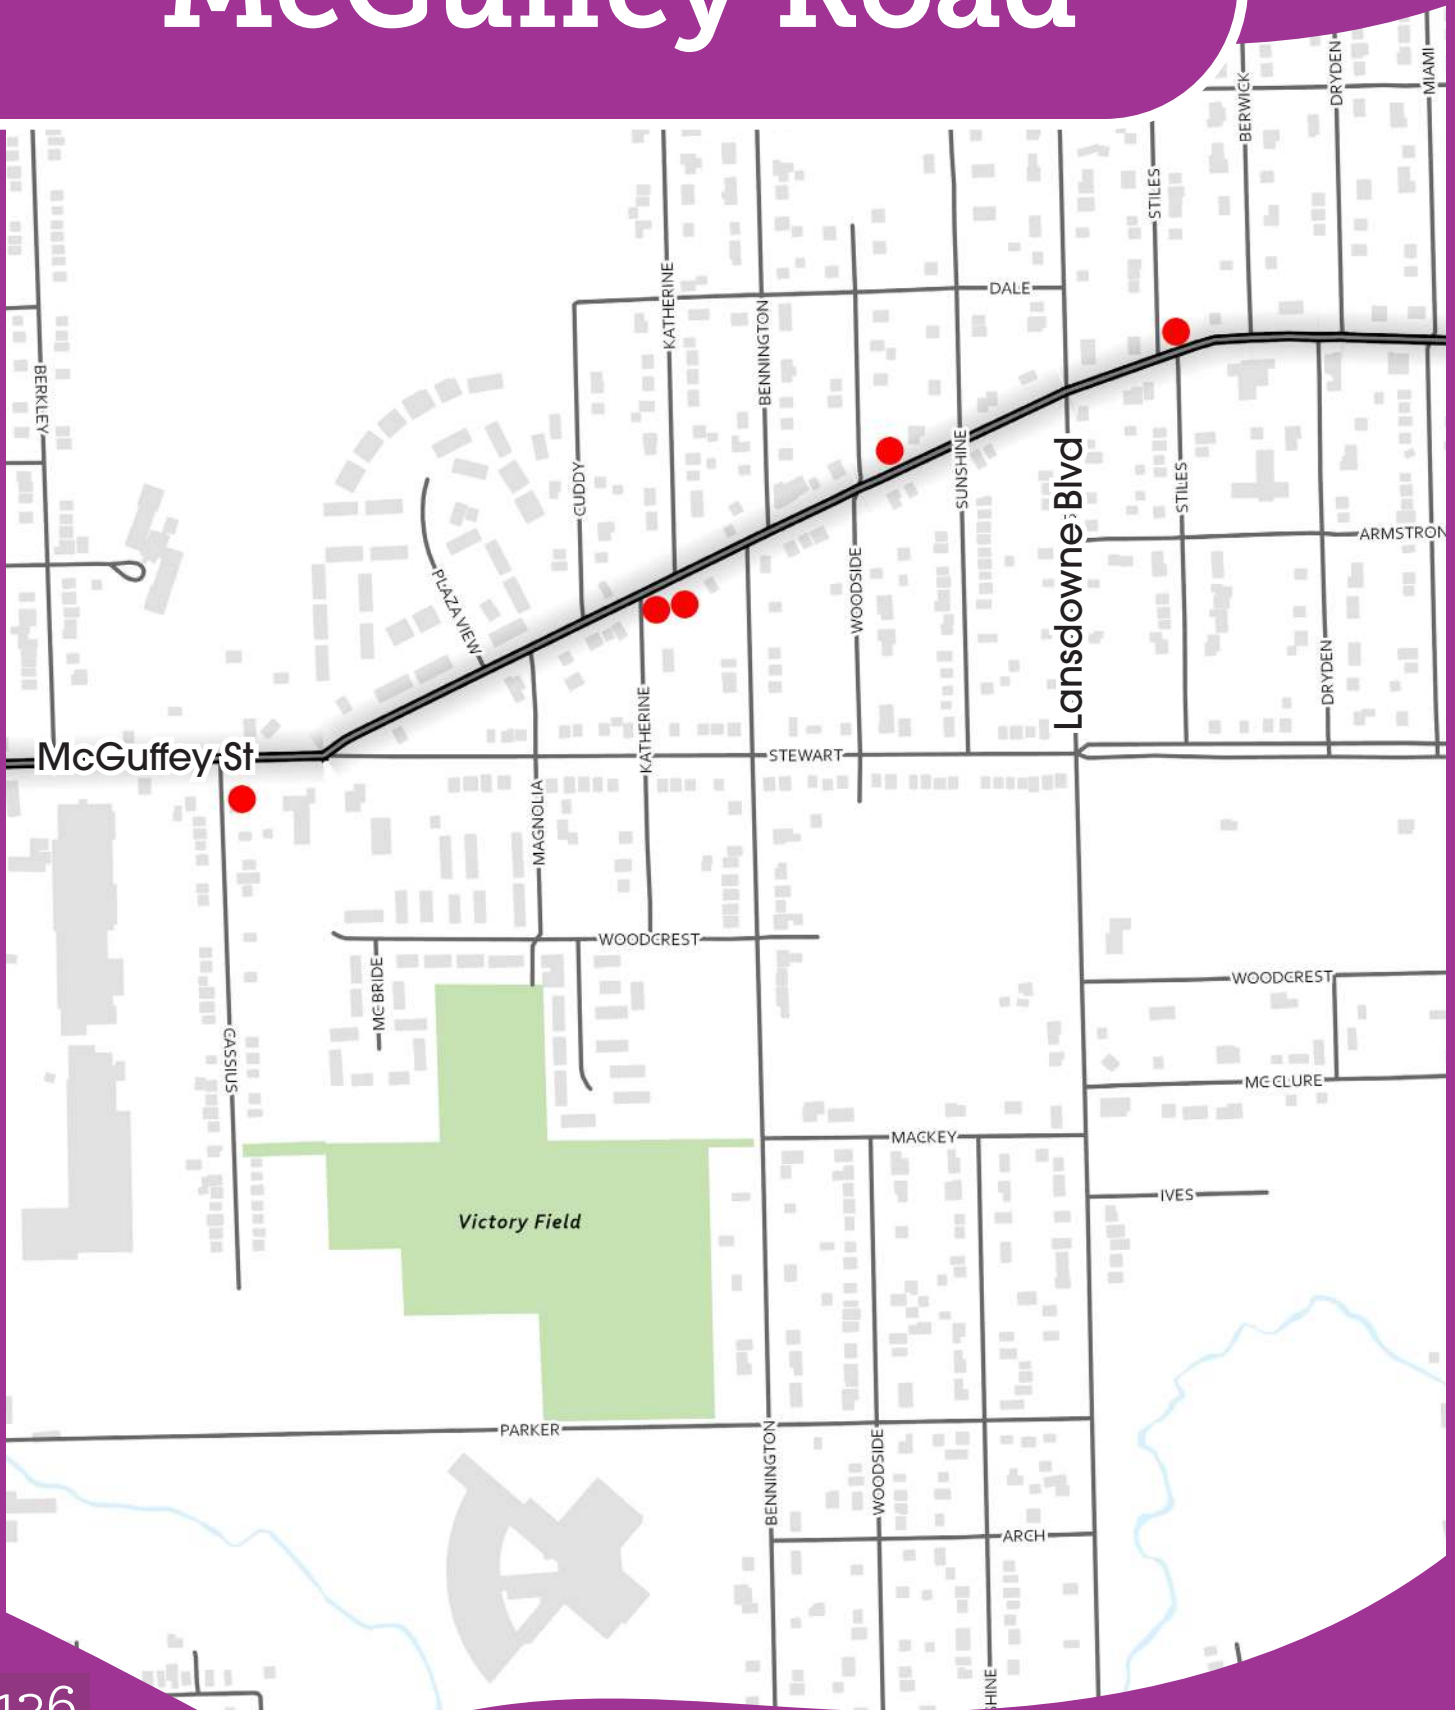 McGuffey Road
BERWICK
DRYDEN
MIAMI
STILES
KATHERINE
DALE
BENNINGTON
BERKLEY
CUDDY
SUNSHINE
Lansdowne Blvd
STILES
ARMSTRON
PLAZA VIEW
WOODSIDE
DRYDEN
KATHERINE
McGuffey St
STEWART
MAGNOLIA
WOODCREST
MCBRIDE
WOODCREST
CASSIUS
MCCLURE
MACKEY
IVES
Victory Field
PARKER
BENNINGTON
WOODSIDE
ARCH
SHINE
126